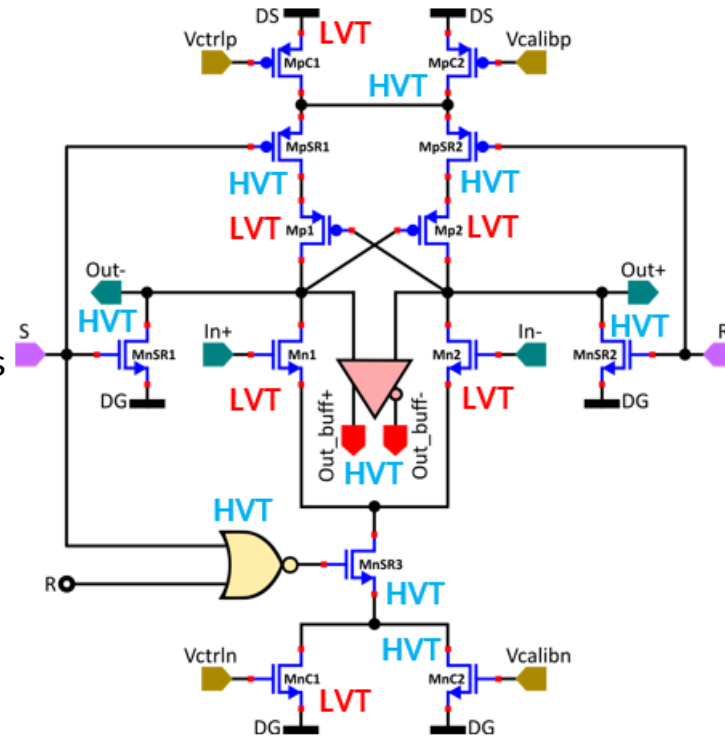 DS
DS
Vctrlp
LVT
Vcalibp
MpC1
MpC2
HVT
MpSR1
MpSR2
HVT
HVT
LVT
Mp1
Mp2
LVT
Out-
Out+
S
HVT
In+
In-
HVT
R
MnSR1
Mn1
Mn2
MnSR2
s
LVT
LVT
DG
DG
Out_buff+
Out_buff-
HVT
HVT
R
MnSR3
HVT
HVT
Vctrln
Vcalibn
MnC1
MnC2
LVT
DG
DG